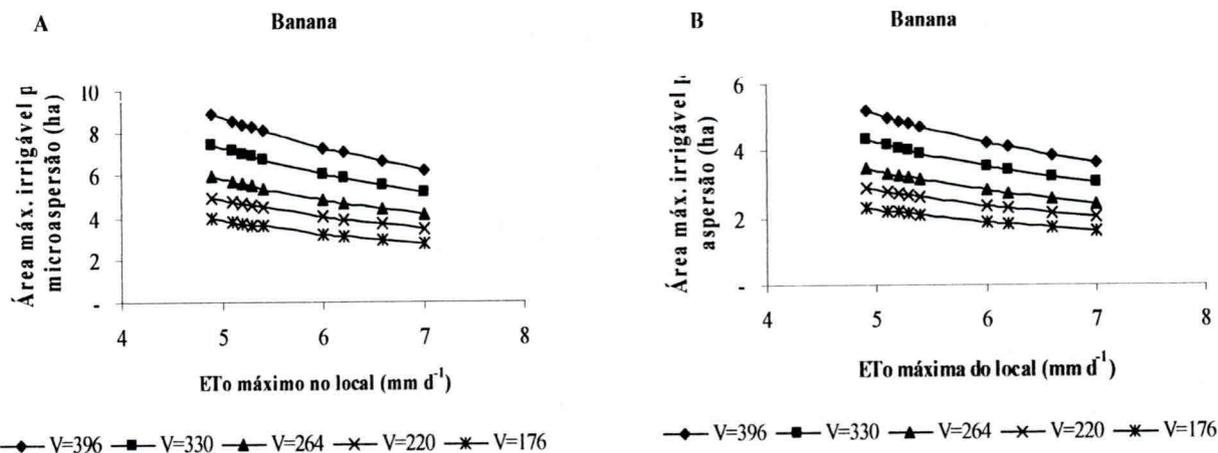 A
Banana
Área máx. irrigável p
microaspersão (ha)
10
8
6
4
2
-
4 5 6 7 8
ETo máximo no local (mm d-1)
V=396 V=330 V=264 V=220 V=176
B
Banana
Área máx. irrigável p
aspersão (ha)
6
4
2
-
4 5 6 7 8
ETo máxima do local (mm d-1)
V=396 V=330 V=264 V=220 V=176